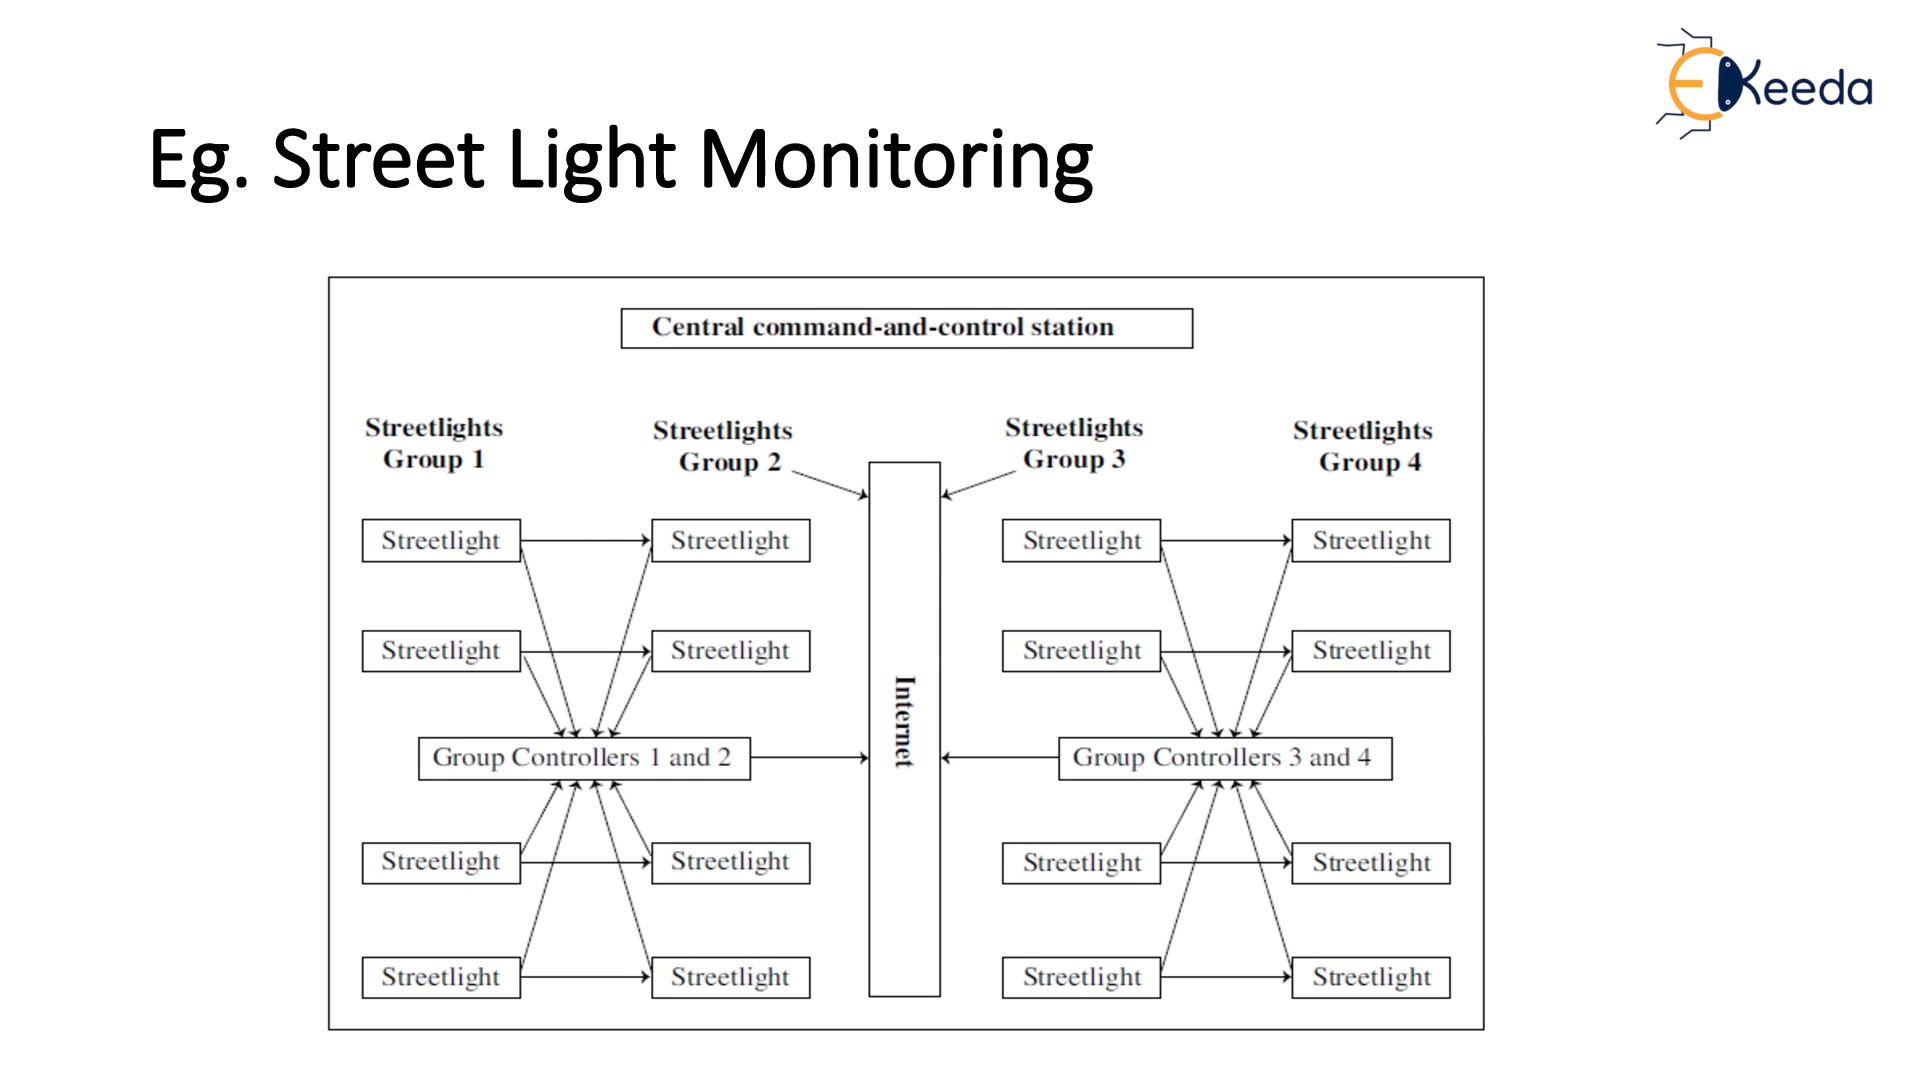 EKeeda
Eg. Street Light Monitoring
Central command-and-control station
Streetlights
Group 1
Streetlights
Group 2
Streetlights
Group 3
Streetlights
Group 4
Streetlight
Streetlight
Streetlight
Streetlight
Streetlight
Streetlight
Streetlight
Streetlight
Internet
Group Controllers 1 and 2
Group Controllers 3 and 4
Streetlight
Streetlight
Streetlight
Streetlight
Streetlight
Streetlight
Streetlight
Streetlight